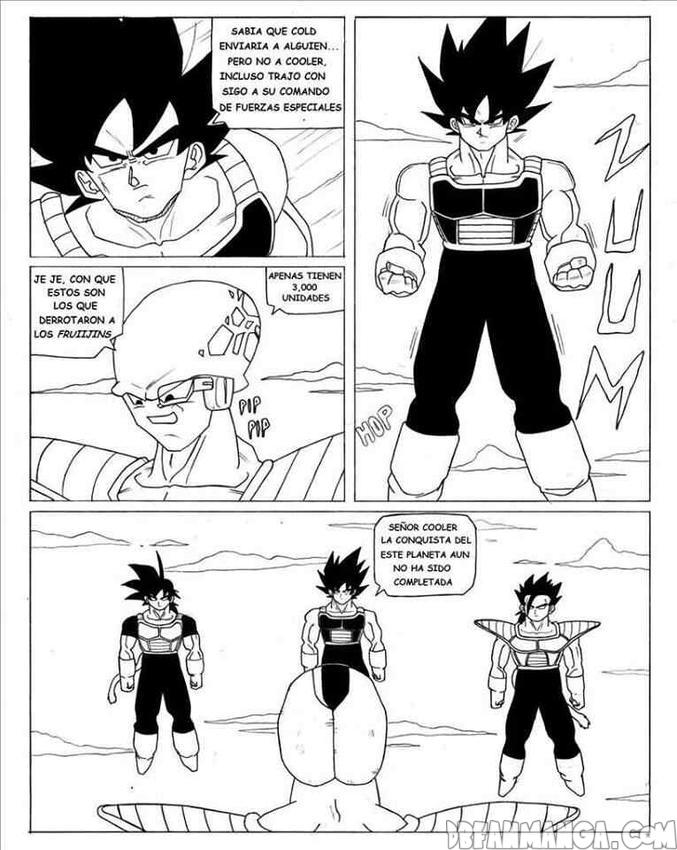 SABIA QUE COLD
ENVIARIA A ALGUIEN...
PERO NO A COOLER,
INCLUSO TRAJO CON
SIGO A SU COMANDO
DE FUERZAS ESPECIALES
ZUUUM
HOP
JE JE, CON QUE
ESTOS SON
LOS QUE
DERROTARON A
LOS FRUIIJINS
APENAS TIENEN
3,000
UNIDADES
PIP
PIP
SEÑOR COOLER
LA CONQUISTA DEL
ESTE PLANETA AUN
NO HA SIDO
COMPLETADA
DBFANMANGA.COM